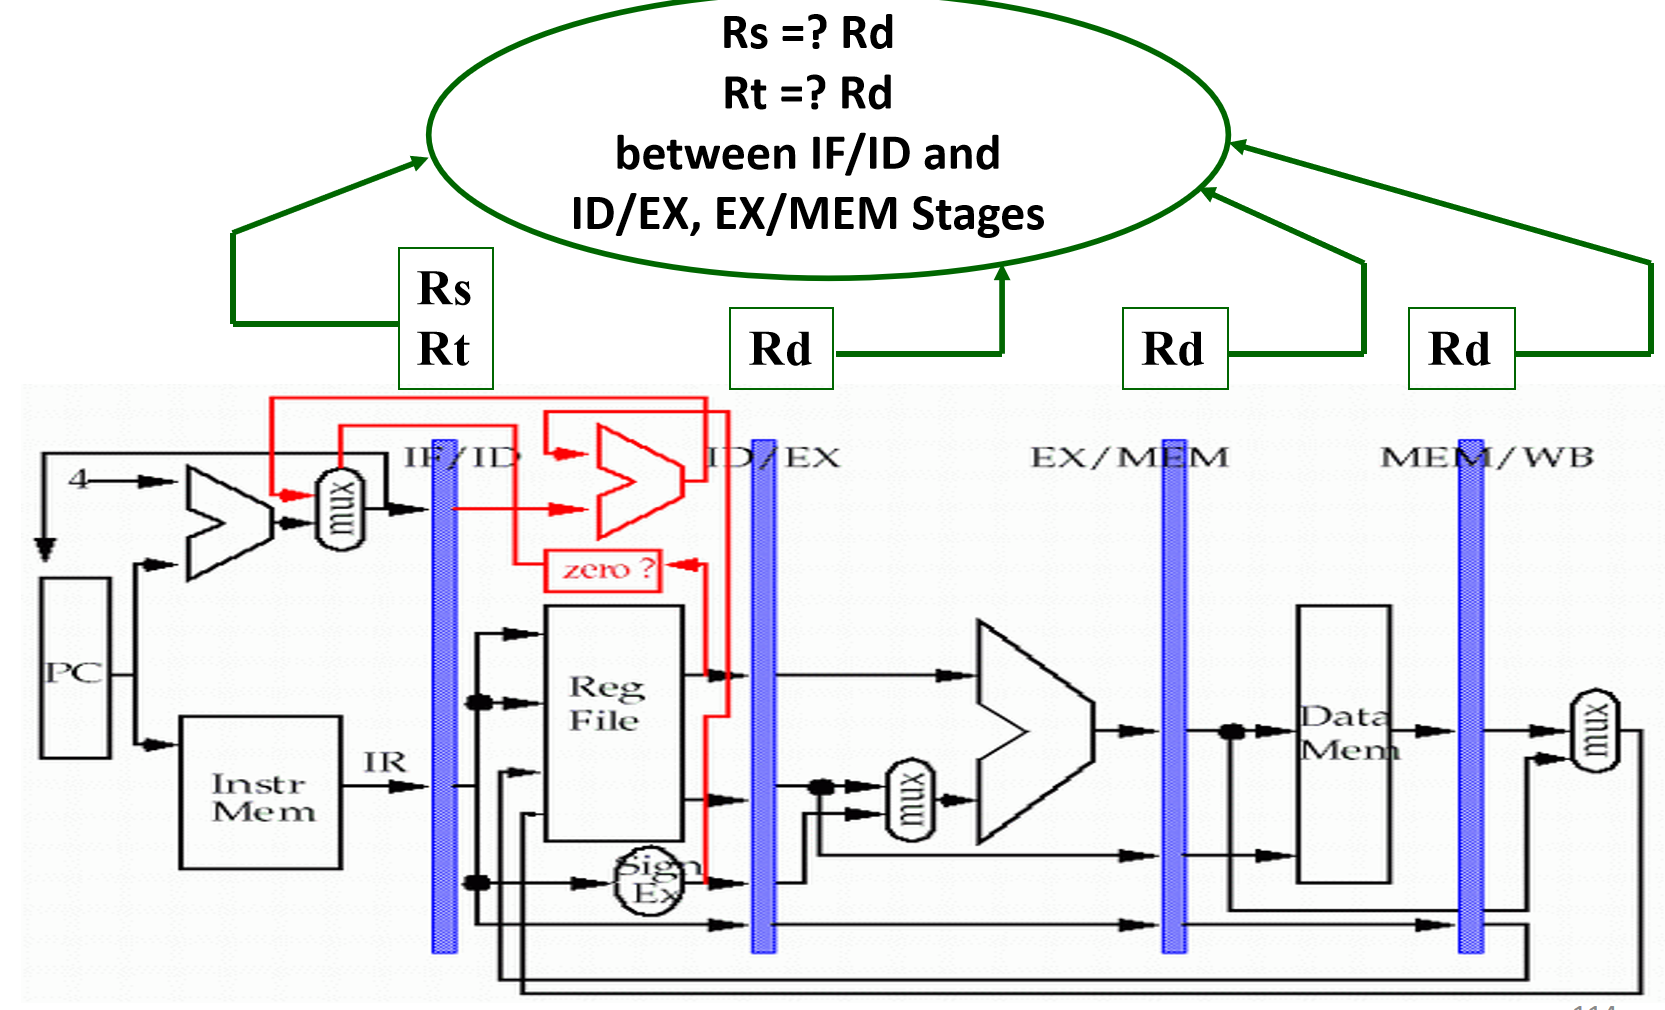 Rs =? Rd
Rt =? Rd
between IF/ID and
ID/EX, EX/MEM Stages
Rs
Rt
Rd
Rd
Rd
IF/ID
ID/EX
EX/MEM
MEM/WB
4
mux
zero ?
PC
Reg
File
Instr
Mem
IR
Sign
Ex
mux
Data
Mem
mux